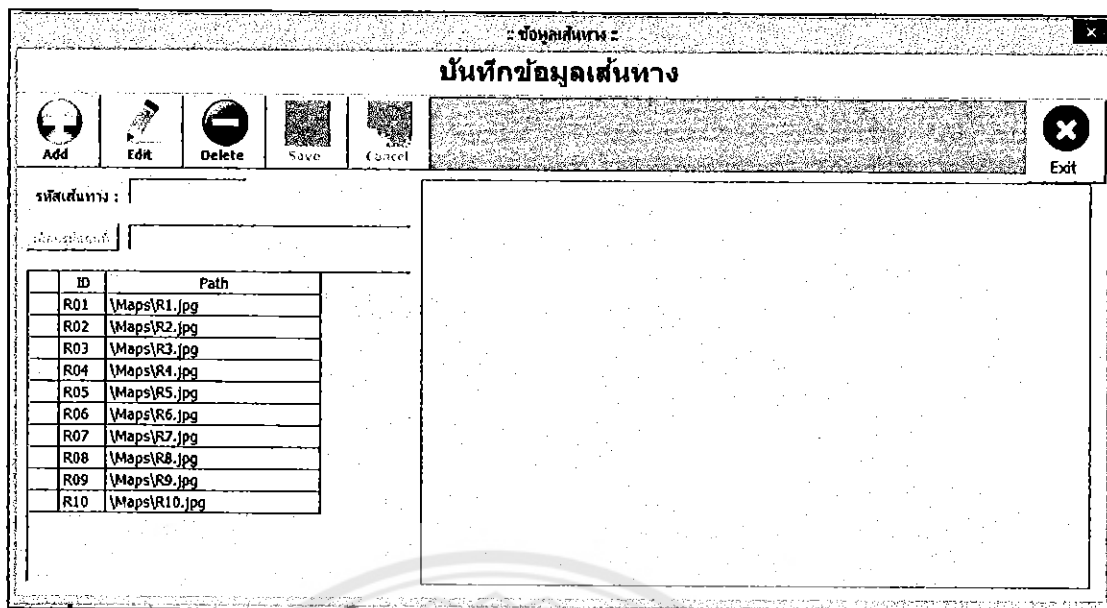 :: ข้อมูลเส้นทาง ::
บันทึกข้อมูลเส้นทาง
Add Edit Delete Save Cancel Exit
รหัสเส้นทาง :
ID Path
R01 \Maps\R1.jpg
R02 \Maps\R2.jpg
R03 \Maps\R3.jpg
R04 \Maps\R4.jpg
R05 \Maps\R5.jpg
R06 \Maps\R6.jpg
R07 \Maps\R7.jpg
R08 \Maps\R8.jpg
R09 \Maps\R9.jpg
R10 \Maps\R10.jpg